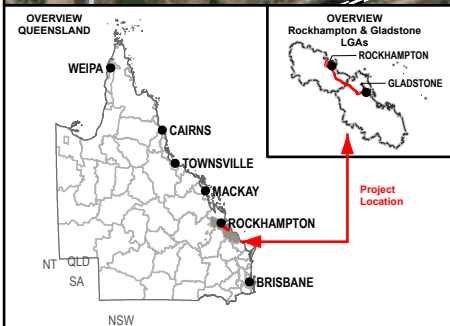 OVERVIEW
QUEENSLAND
WEIPA
CAIRNS
TOWNSVILLE
MACKAY
ROCKHAMPTON
BRISBANE
NT
QLD
SA
NSW
OVERVIEW
Rockhampton & Gladstone
LGAs
ROCKHAMPTON
GLADSTONE
Project
Location